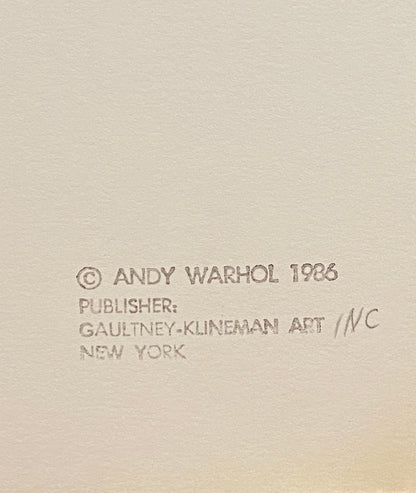 © ANDY WARHOL 1986
PUBLISHER:
GAULTNEY-KLINEMAN ART INC
NEW YORK